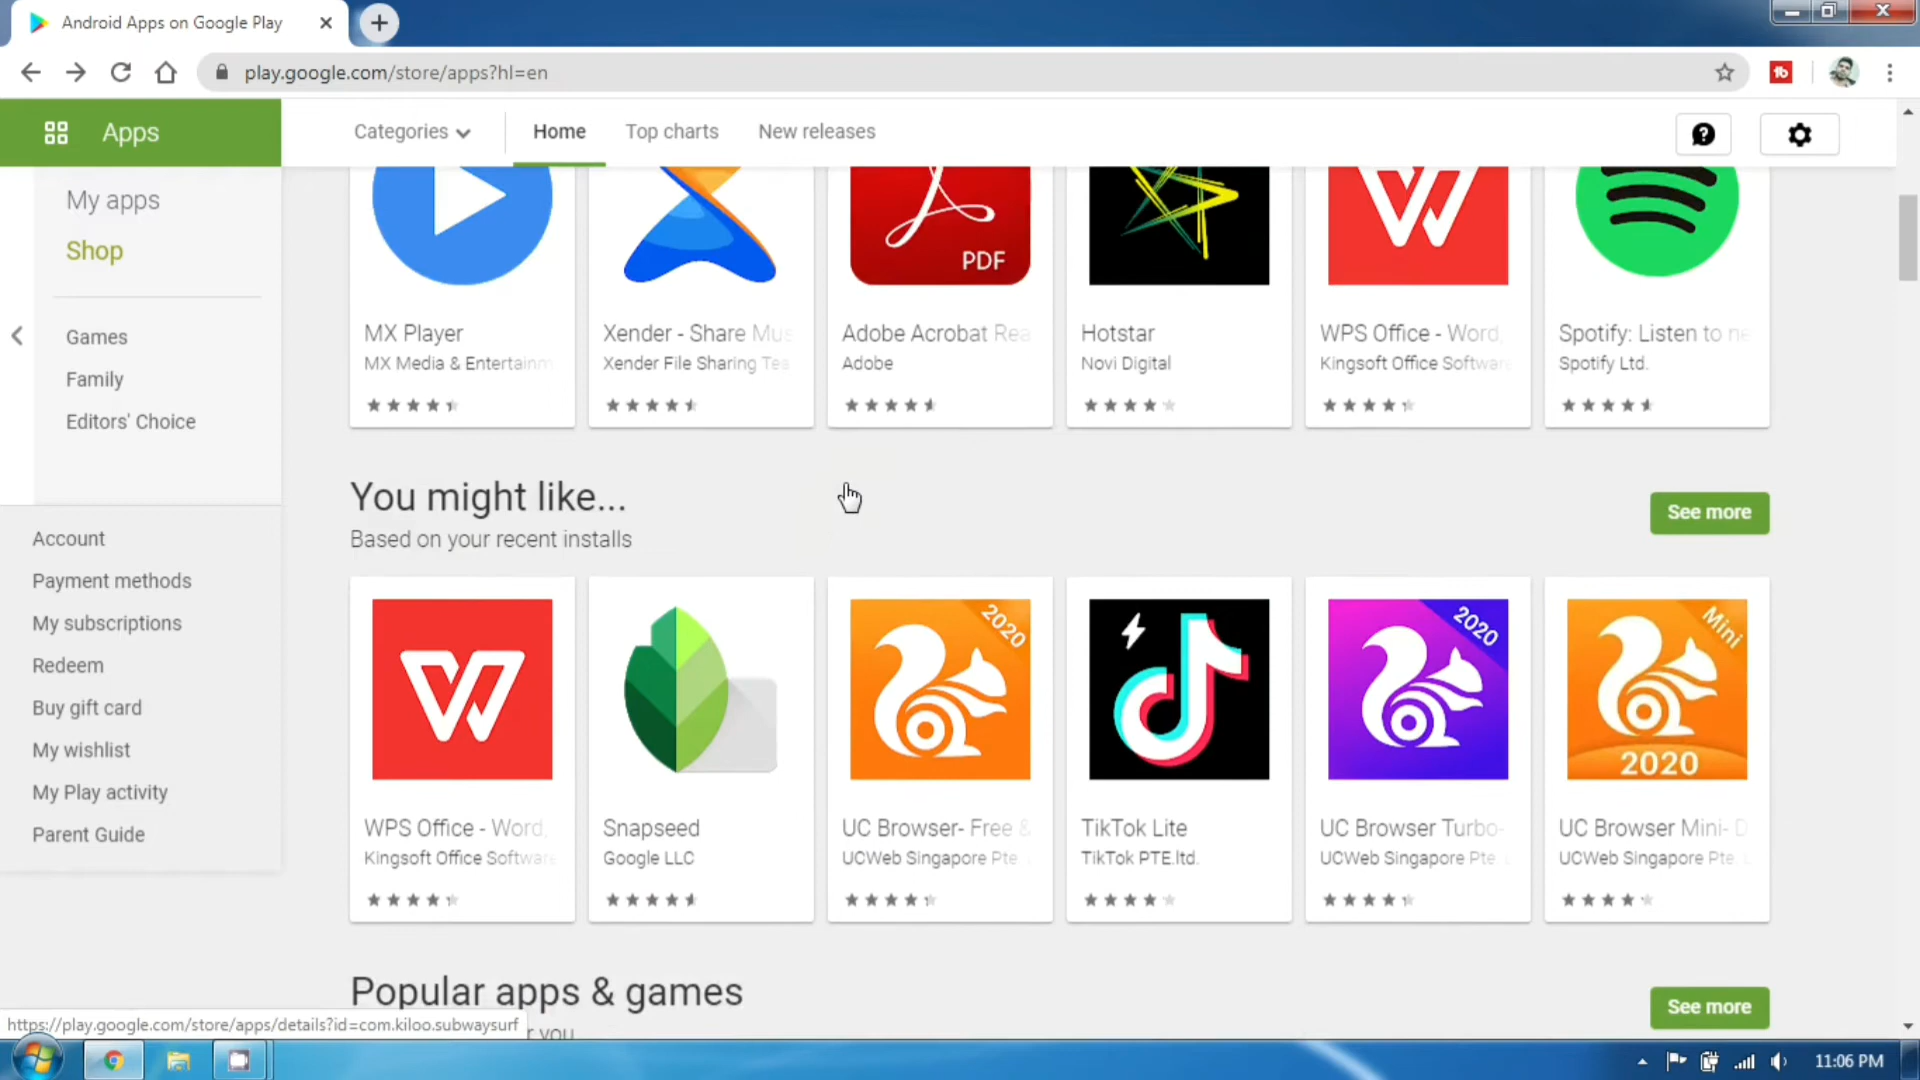 Android Apps on Google Play
play.google.com/store/apps?hl=en
Apps
Categories
Home
Top charts
New releases
My apps
Shop
Games
Family
Editors' Choice
Account
Payment methods
My subscriptions
Redeem
Buy gift card
My wishlist
My Play activity
Parent Guide
PDF
MX Player
MX Media & Entertainm
Xender - Share Mus
Xender File Sharing Tea
Adobe Acrobat Rea
Adobe
Hotstar
Novi Digital
WPS Office - Word,
Kingsoft Office Software
Spotify: Listen to ne
Spotify Ltd.
You might like...
Based on your recent installs
See more
2020
2020
Mini
2020
WPS Office - Word,
Kingsoft Office Software
Snapseed
Google LLC
UC Browser- Free &
UCWeb Singapore Pte.
TikTok Lite
TikTok PTE.ltd.
UC Browser Turbo-
UCWeb Singapore Pte
UC Browser Mini- D
UCWeb Singapore Pte.
Popular apps & games
See more
https://play.google.com/store/apps/details?id=com.kiloo.subwaysurf
you
11:06 PM